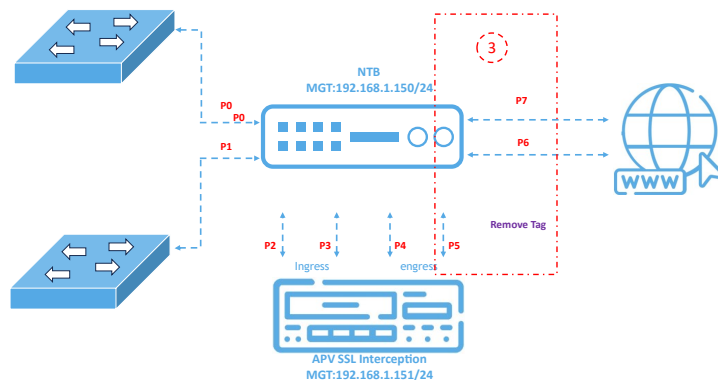 3
NTB
MGT:192.168.1.150/24
P0
P0
P7
P1
P6
WWW
Remove Tag
P2
P3
P4
P5
Ingress
engress
APV SSL Interception
MGT:192.168.1.151/24